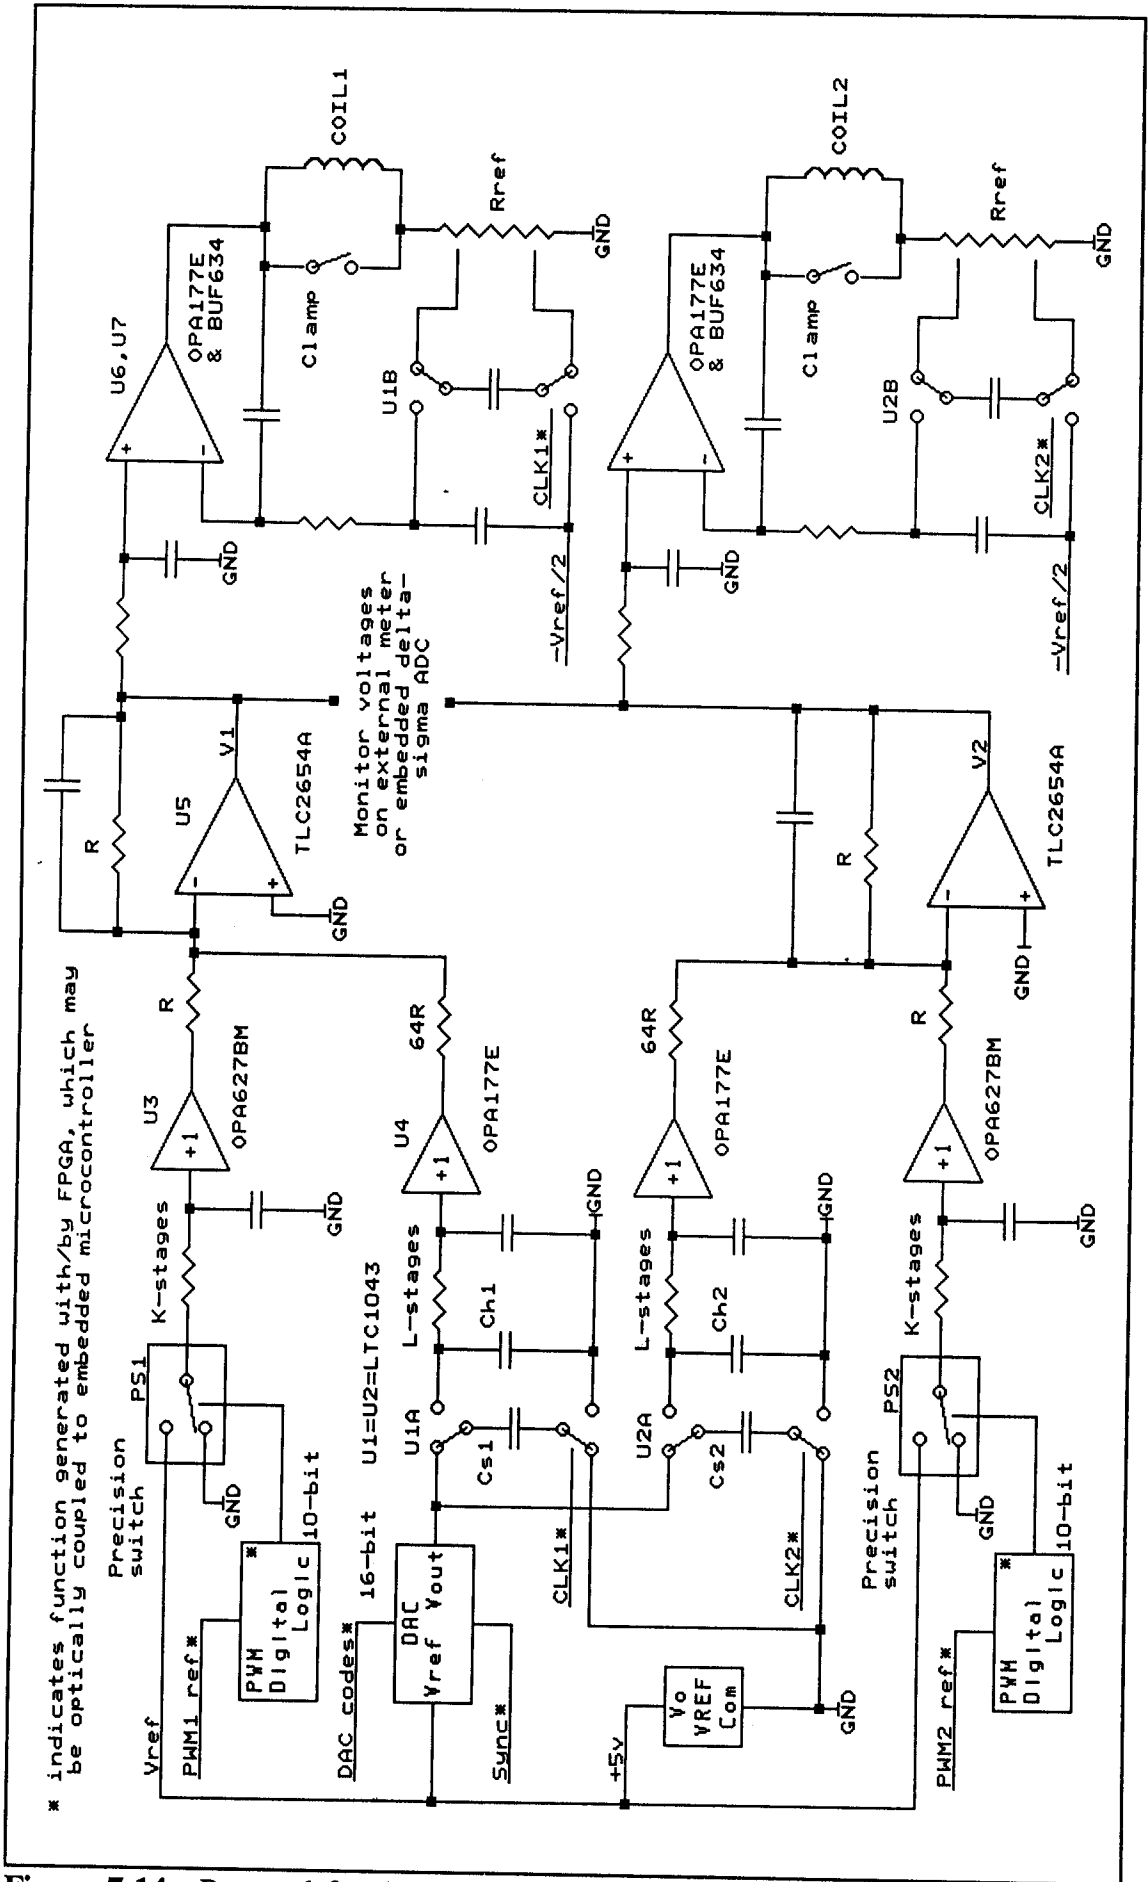 * indicates function generated with/by FPGA, which may
be optically coupled to embedded microcontroller
Vref
PWM1 ref*
PWM
Digital
Logic
*
10-bit
Precision
switch
GND
PS1
K-stages
GND
U3
+1
OPA627BM
R
R
U5
-
+
V1
TLC2654A
GND
GND
U6,U7
+
-
OPA177E
& BUF634
Clamp
COIL1
Rref
GND
U1B
CLK1*
-Vref/2
Monitor voltages
on external meter
or embedded delta-
sigma ADC
DAC codes*
16-bit
DAC
Vref Vout
Sync*
U1=U2=LTC1043
U1A
Cs1
CLK1*
L-stages
Ch1
GND
U4
+1
OPA177E
64R
+5v
Vo
VREF
Com
GND
U2A
Cs2
CLK2*
L-stages
Ch2
GND
+1
OPA177E
64R
R
-
+
V2
TLC2654A
GND
GND
+
-
OPA177E
& BUF634
Clamp
COIL2
Rref
GND
U2B
CLK2*
-Vref/2
PWM2 ref*
PWM
Digital
Logic
*
10-bit
Precision
switch
GND
PS2
K-stages
GND
+1
OPA627BM
R